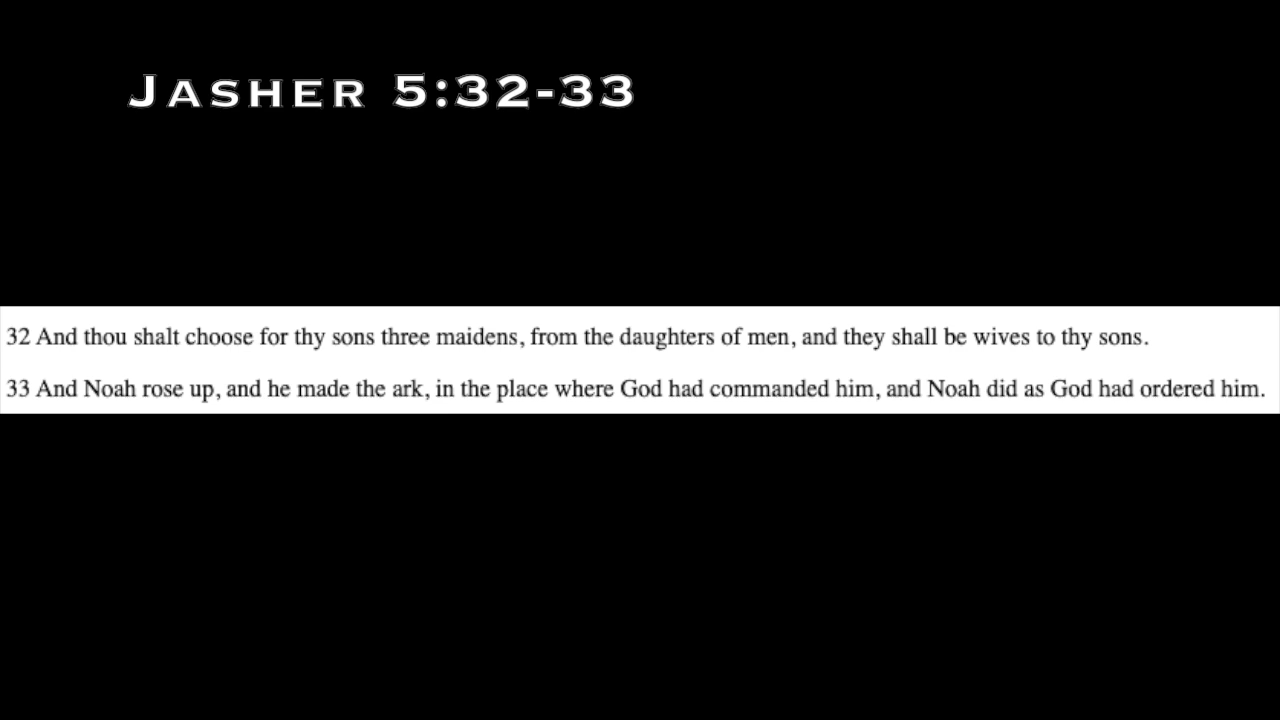 JASHER 5:32-33
32 And thou shalt choose for thy sons three maidens, from the daughters of men, and they shall be wives to thy sons.
33 And Noah rose up, and he made the ark, in the place where God had commanded him, and Noah did as God had ordered him.